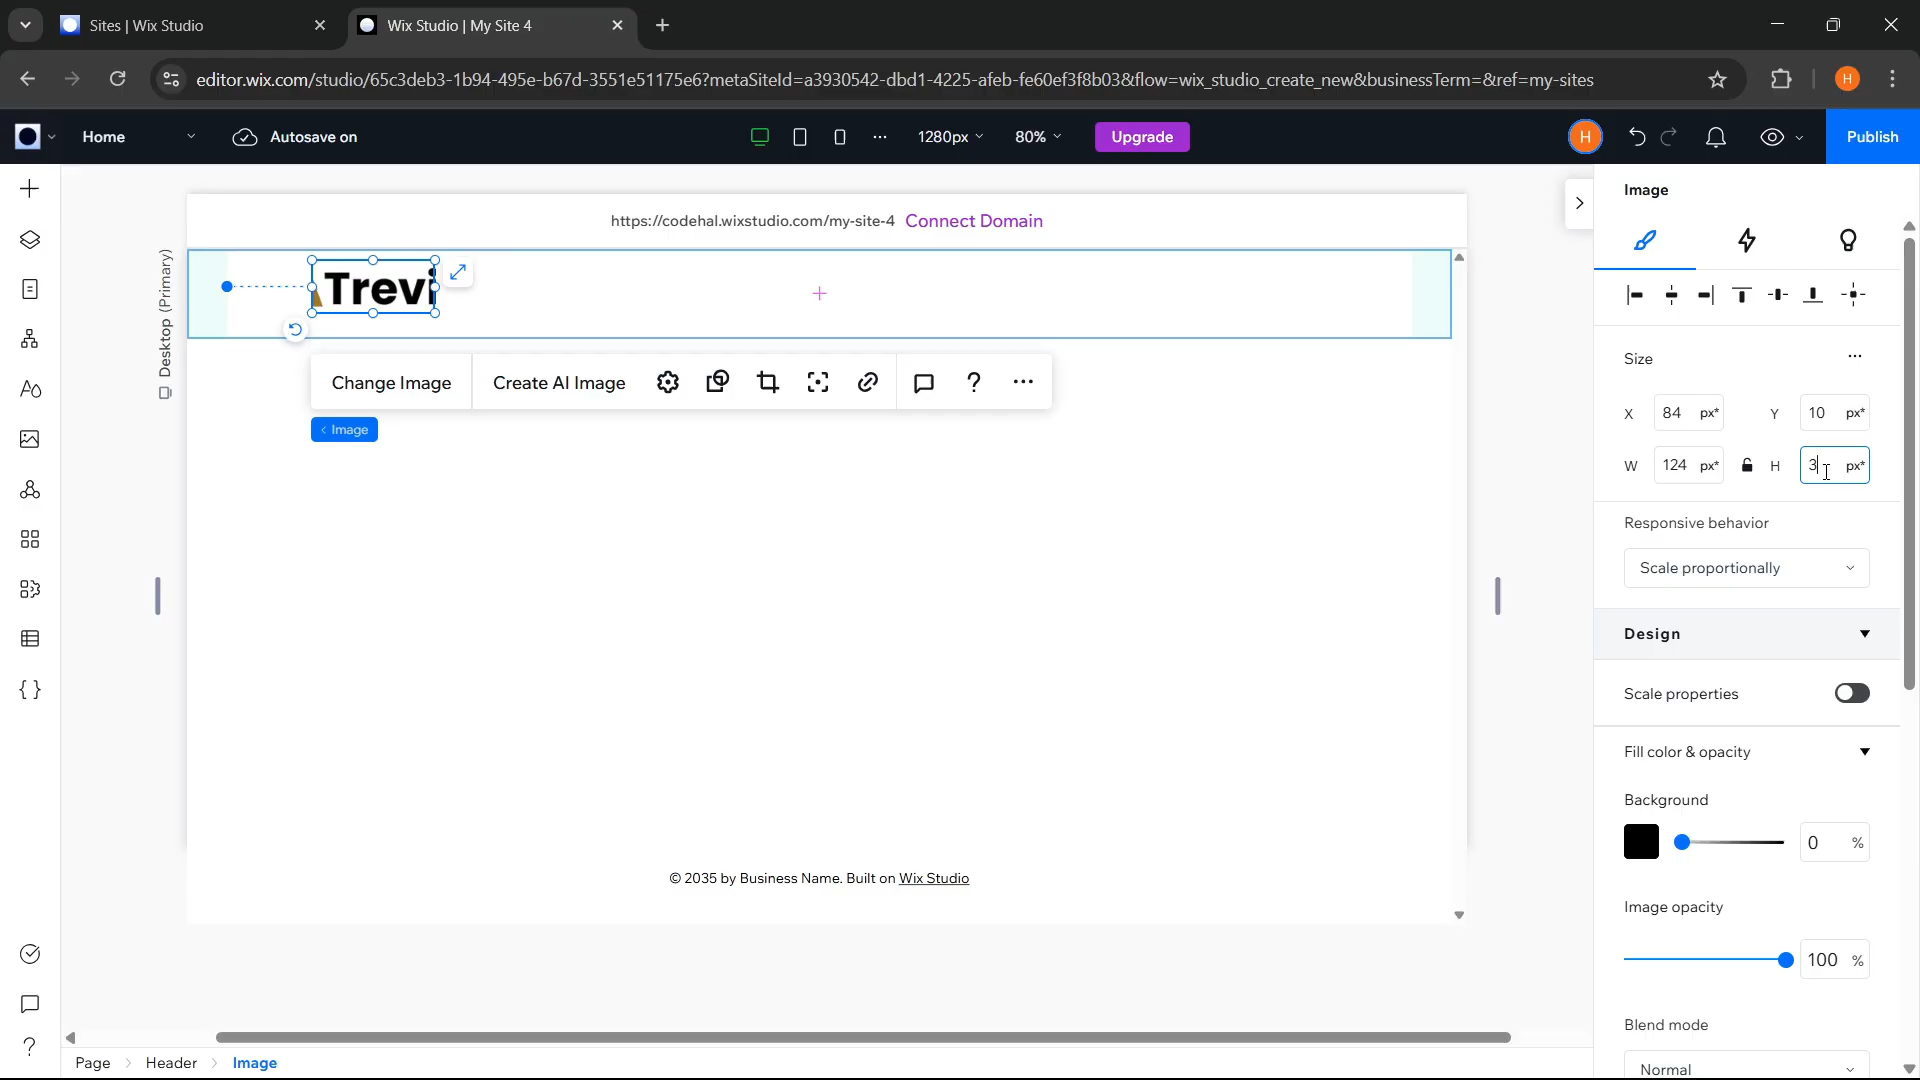 Sites | Wix Studio
Wix Studio | My Site 4
editor.wix.com/studio/65c3deb3-1b94-495e-b67d-3551e51175e6?metaSiteId=a3930542-dbd1-4225-afeb-fe60ef3f8b03&flow=wix_studio_create_new&businessTerm=&ref=my-sites
H
Home
Autosave on
1280px
80%
Upgrade
H
Publish
https://codehal.wixstudio.com/my-site-4 Connect Domain
Desktop (Primary)
Trevi
Change Image
Create AI Image
< Image
© 2035 by Business Name. Built on Wix Studio
Image
Size
X 84 px* Y 10 px*
W 124 px* H 3 px*
Responsive behavior
Scale proportionally
Design
Scale properties
Fill color & opacity
Background
0 %
Image opacity
100 %
Blend mode
Normal
Page > Header > Image